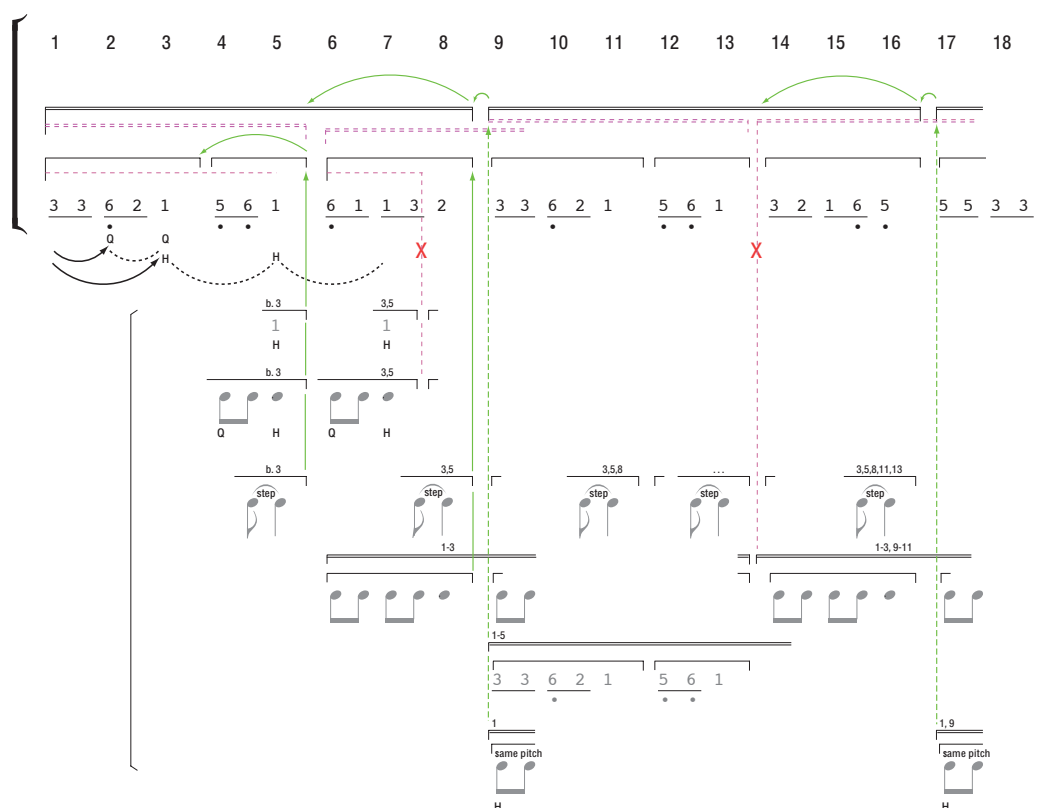 1 2 3 4 5 6 7 8 9 10 11 12 13 14 15 16 17 18
3 3 6 2 1 5 6 1 6 1 1 3 2 3 3 6 2 1 5 6 1 3 2 1 6 5 5 5 3 3
Q Q
H H
X X
b. 3 3,5
1 1
H H
b. 3 3,5
Q H Q H
b. 3 3,5 3,5,8 ... 3,5,8,11,13
step step step step step
1-3 1-3, 9-11
1-5
3 3 6 2 1 5 6 1
1 1, 9
same pitch same pitch
H H